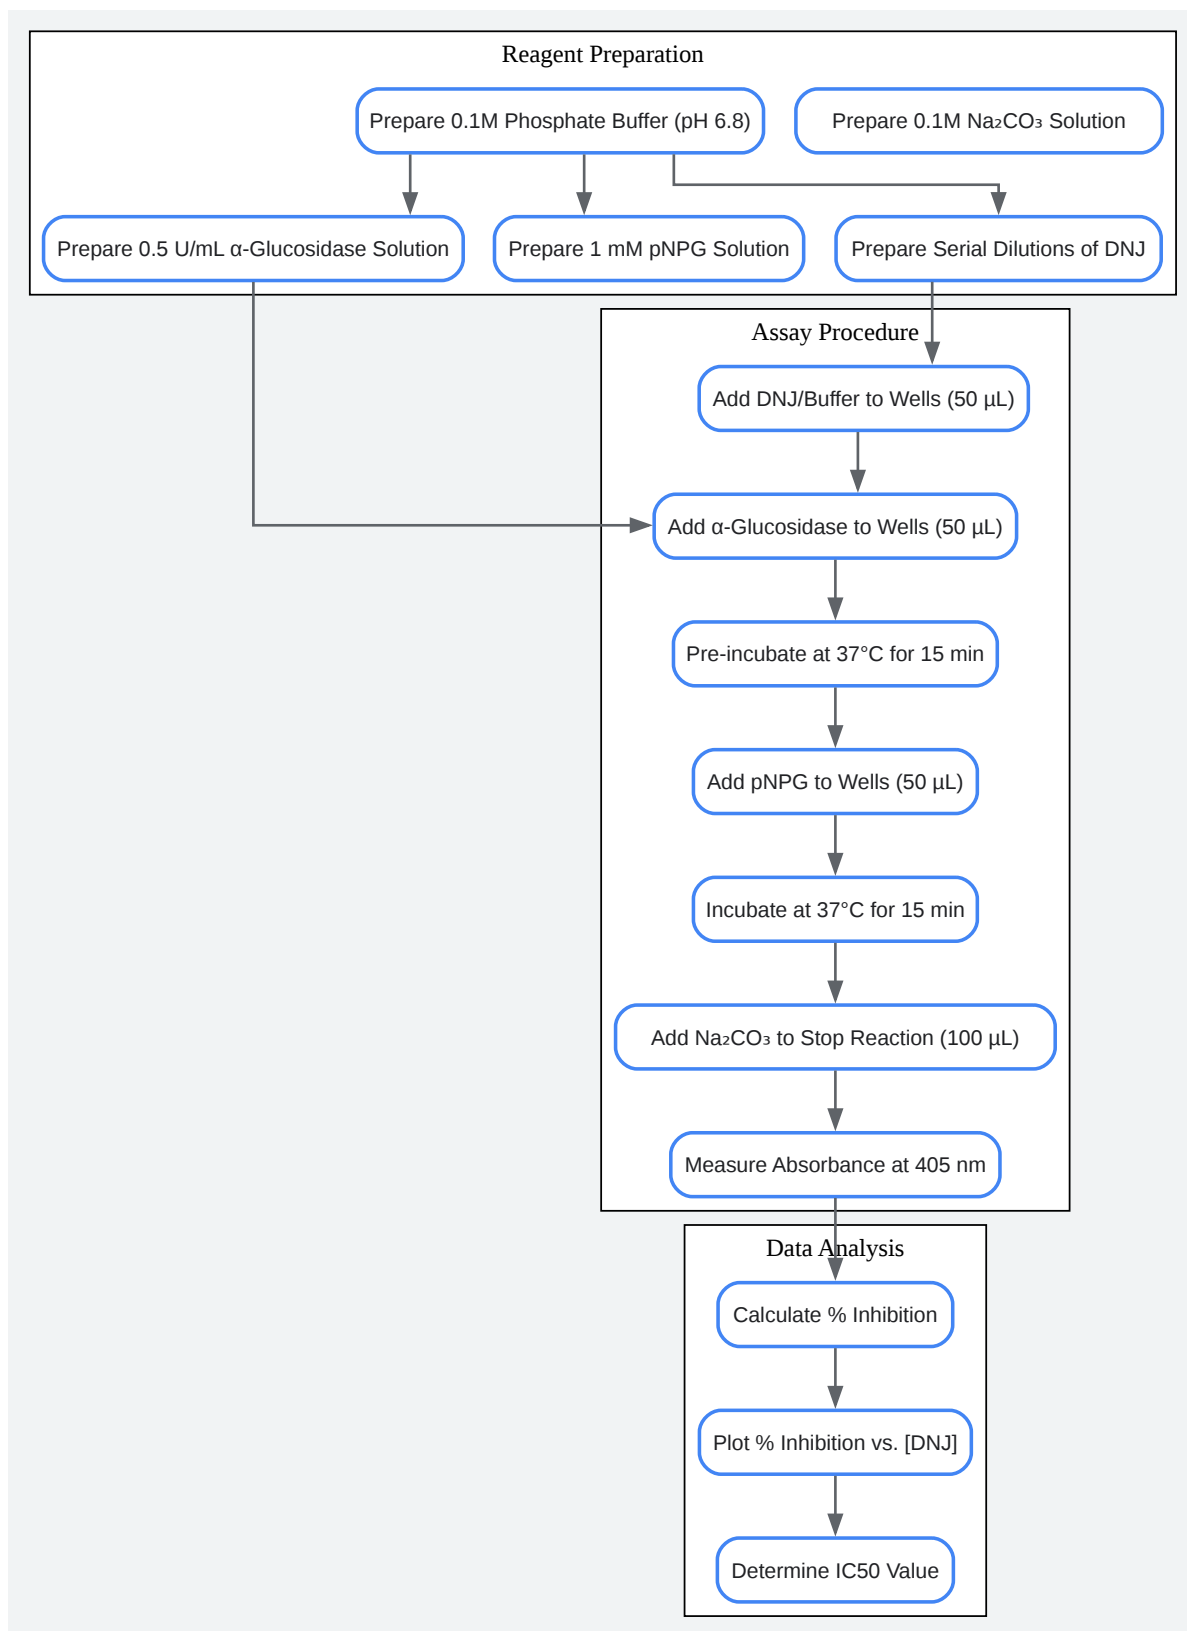 Reagent Preparation
Prepare 0.1M Phosphate Buffer (pH 6.8)
Prepare 0.1M Na₂CO₃ Solution
Prepare 0.5 U/mL α-Glucosidase Solution
Prepare 1 mM pNPG Solution
Prepare Serial Dilutions of DNJ
Assay Procedure
Add DNJ/Buffer to Wells (50 µL)
Add α-Glucosidase to Wells (50 µL)
Pre-incubate at 37°C for 15 min
Add pNPG to Wells (50 µL)
Incubate at 37°C for 15 min
Add Na₂CO₃ to Stop Reaction (100 µL)
Measure Absorbance at 405 nm
Data Analysis
Calculate % Inhibition
Plot % Inhibition vs. [DNJ]
Determine IC50 Value